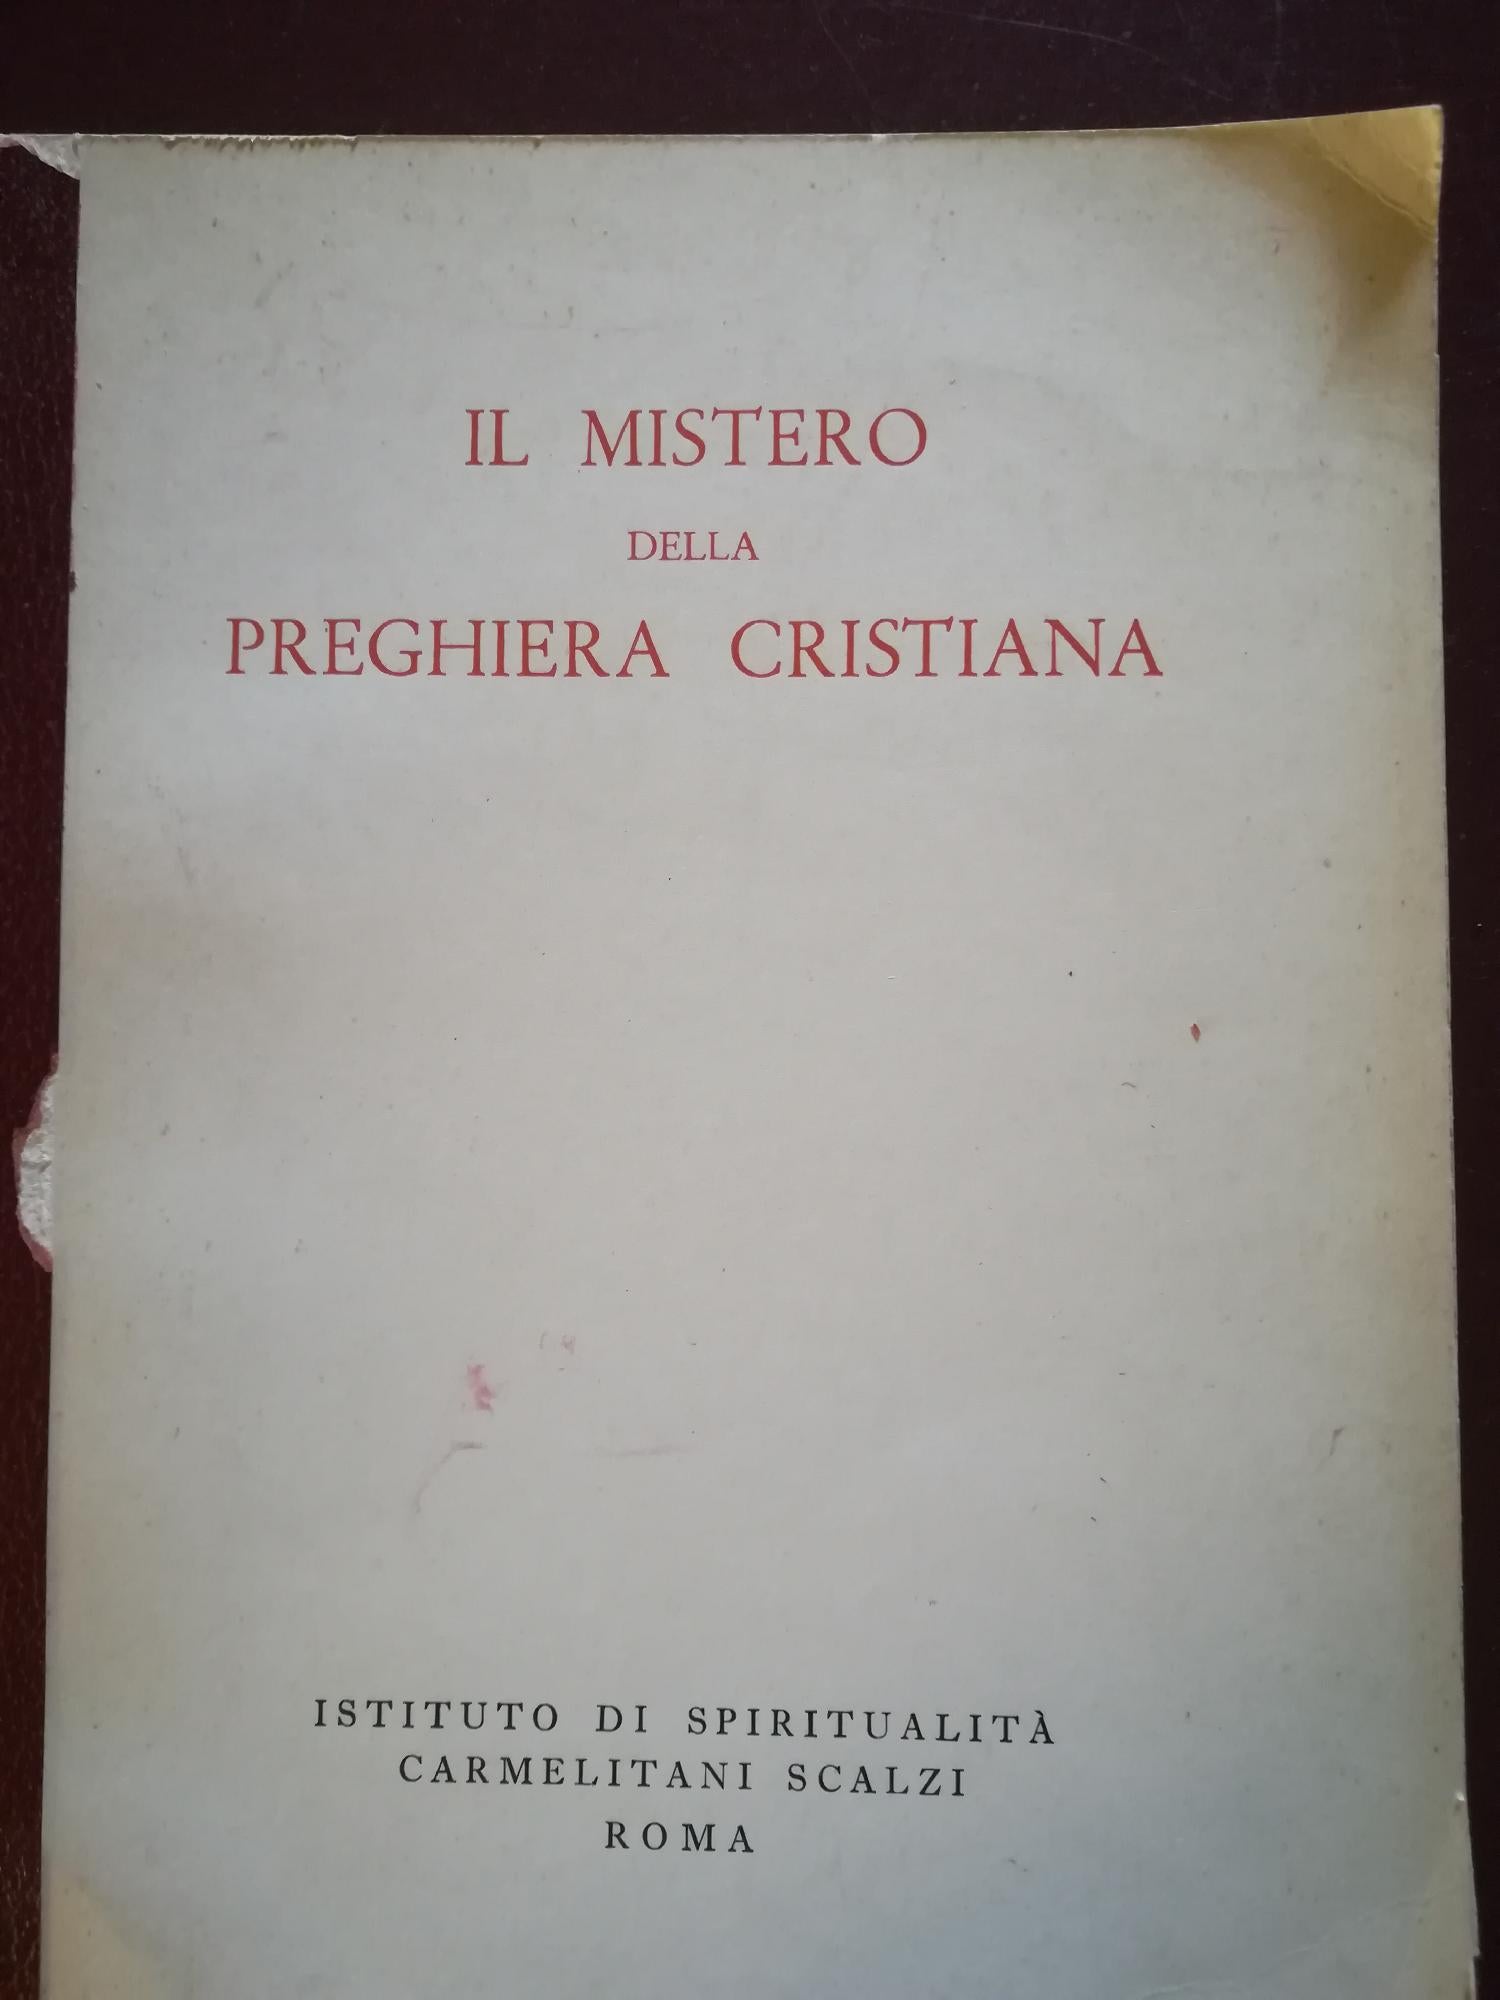 IL MISTERO
DELLA
PREGHIERA CRISTIANA
ISTITUTO DI SPIRITUALITÀ
CARMELITANI SCALZI
ROMA